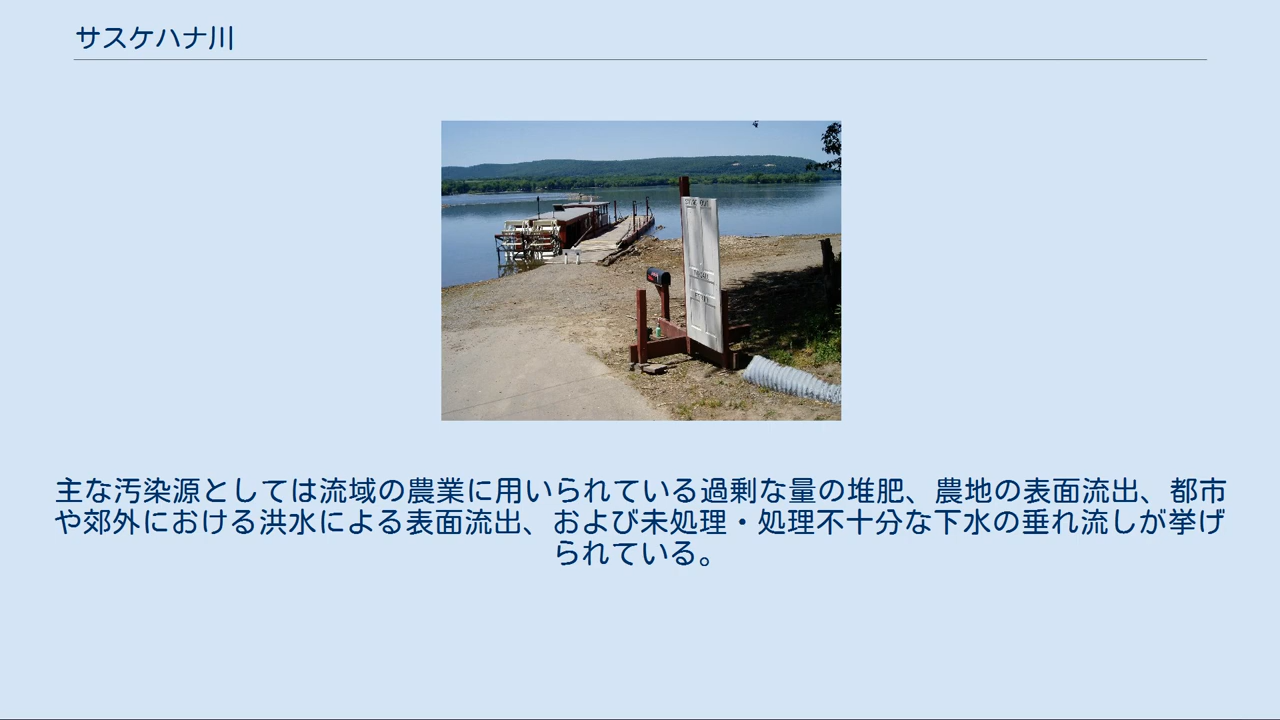 サスケハナ川
主な汚染源としては流域の農業に用いられている過剰な量の堆肥、農地の表面流出、都市
や郊外における洪水による表面流出、および未処理・処理不十分な下水の垂れ流しが挙げ
られている。